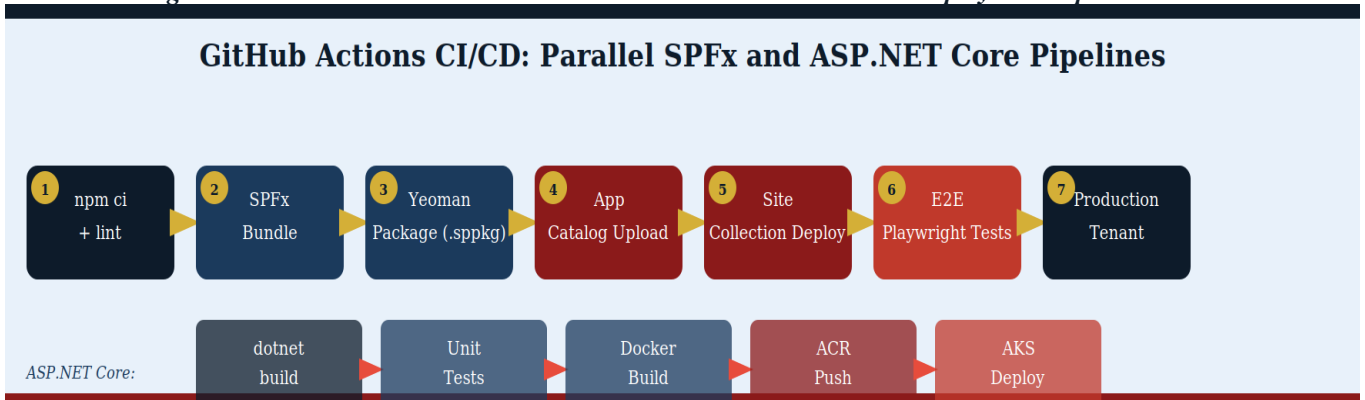 GitHub Actions CI/CD: Parallel SPFx and ASP.NET Core Pipelines
1
npm ci
+ lint
2
SPFx
Bundle
3
Yeoman
Package (.sppkg)
4
App
Catalog Upload
5
Site
Collection Deploy
6
E2E
Playwright Tests
7
Production
Tenant
ASP.NET Core:
dotnet
build
Unit
Tests
Docker
Build
ACR
Push
AKS
Deploy